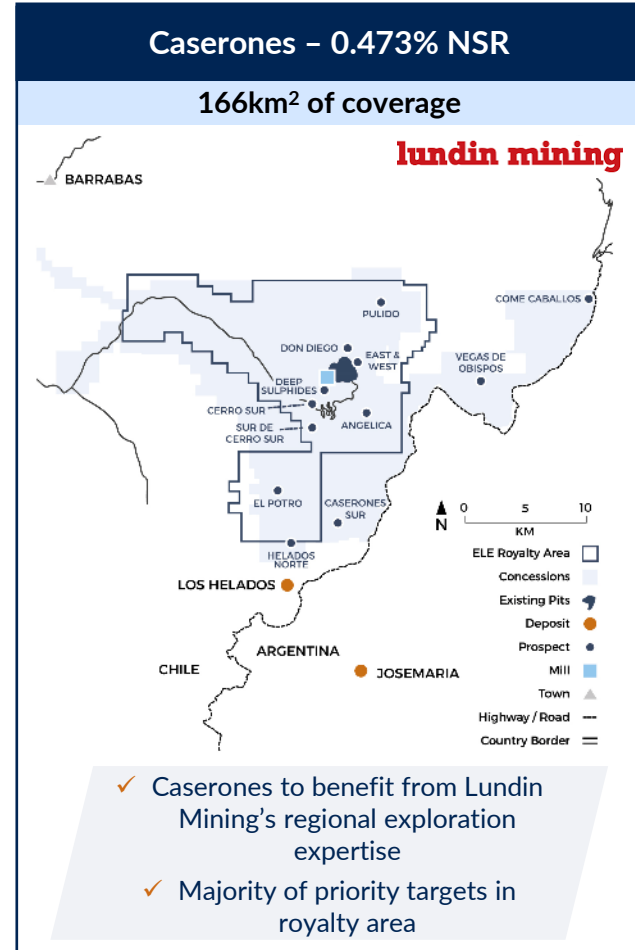 Caserones – 0.473% NSR
166km² of coverage
lundin mining
BARRABAS
COME CABALLOS
PULIDO
DON DIEGO
EAST &
WEST
VEGAS DE
OBISPOS
DEEP
SULPHIDES
CERRO SUR
ANGELICA
SUR DE
CERRO SUR
EL POTRO
CASERONES
SUR
HELADOS
NORTE
N
0 5 10
KM
ELE Royalty Area
Concessions
Existing Pits
Deposit
Prospect
Mill
Town
Highway / Road
Country Border
LOS HELADOS
ARGENTINA
CHILE
JOSEMARIA
✓ Caserones to benefit from Lundin
Mining's regional exploration
expertise
✓ Majority of priority targets in
royalty area